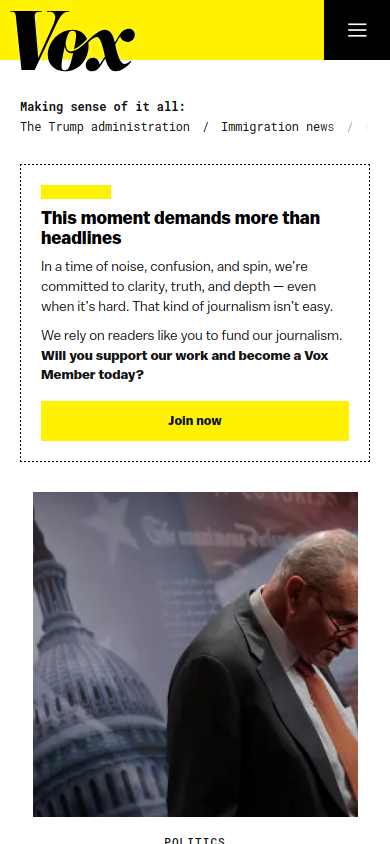 Vox
Making sense of it all:
The Trump administration / Immigration news /
This moment demands more than
headlines
In a time of noise, confusion, and spin, we're
committed to clarity, truth, and depth — even
when it's hard. That kind of journalism isn't easy.
We rely on readers like you to fund our journalism.
Will you support our work and become a Vox
Member today?
Join now
POLITICS